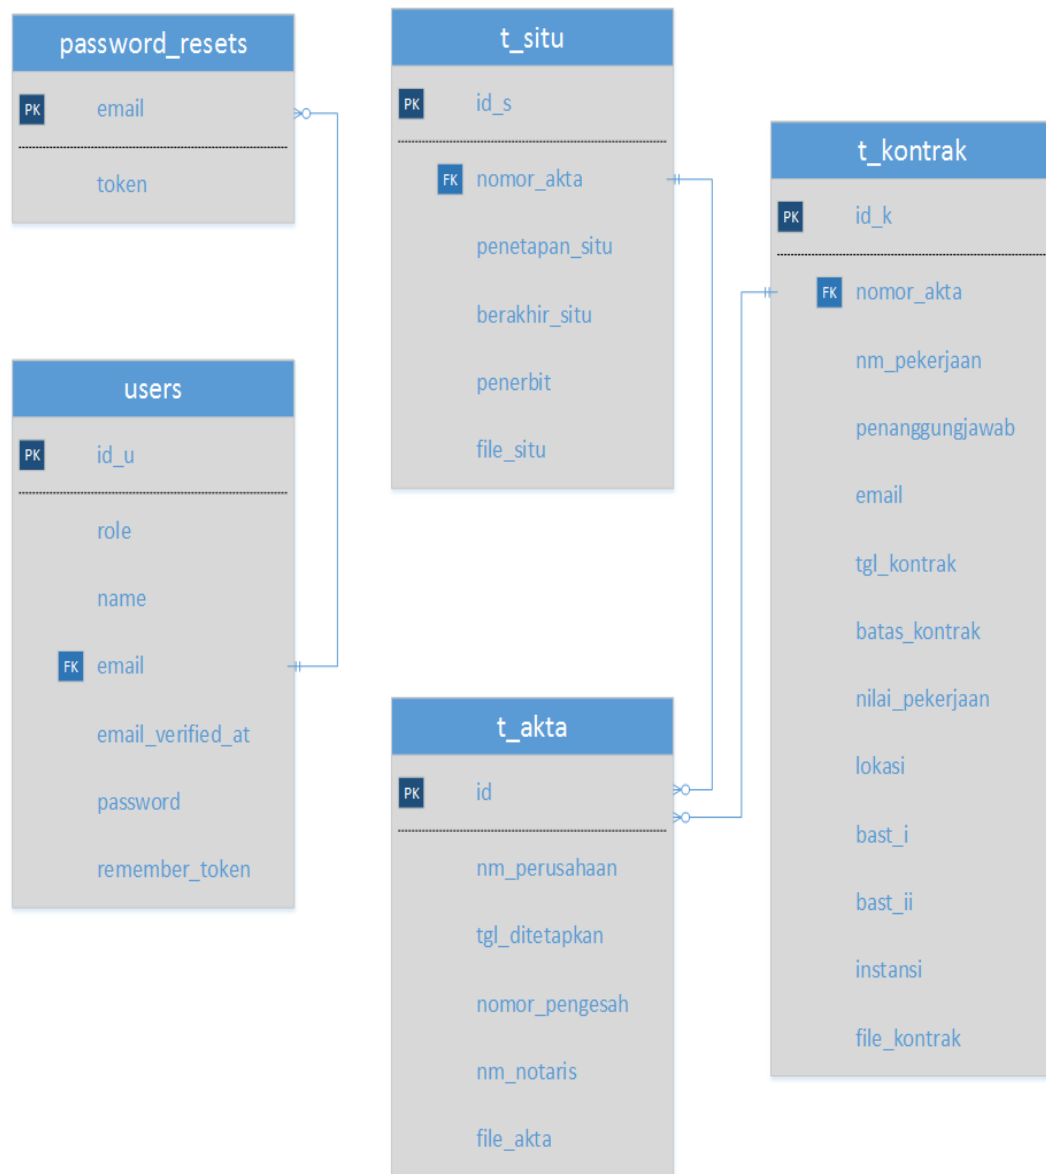 password_resets
PK email
token
users
PK id_u
role
name
FK email
email_verified_at
password
remember_token
t_situ
PK id_s
FK nomor_akta
penetapan_situ
berakhir_situ
penerbit
file_situ
t_akta
PK id
nm_perusahaan
tgl_ditetapkan
nomor_pengesah
nm_notaris
file_akta
t_kontrak
PK id_k
FK nomor_akta
nm_pekerjaan
penanggungjawab
email
tgl_kontrak
batas_kontrak
nilai_pekerjaan
lokasi
bast_i
bast_ii
instansi
file_kontrak